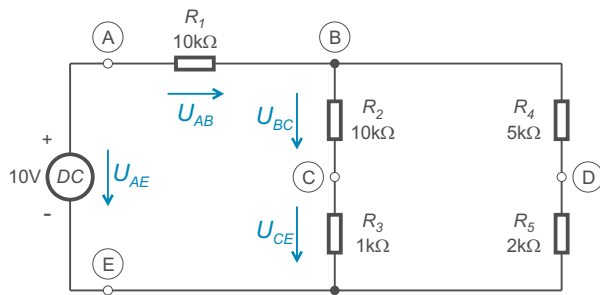 A
R1
10kΩ
B
UAB
UBC
R2
10kΩ
R4
5kΩ
+
10V
DC
-
UAE
C
D
UCE
R3
1kΩ
R5
2kΩ
E